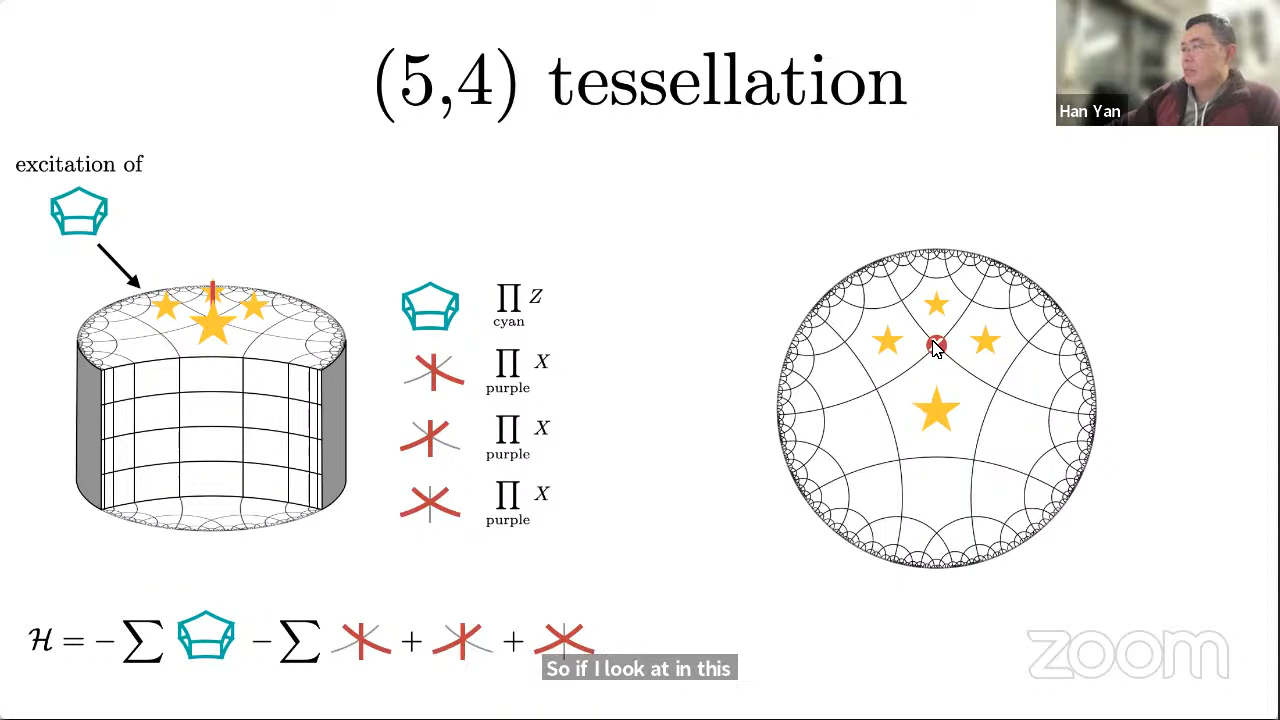 (5,4) tessellation
Han Yan
excitation of
∏ Z
cyan
∏ X
purple
∏ X
purple
∏ X
purple
ℋ = − ∑ − ∑ + +
So if I look at in this
zoom